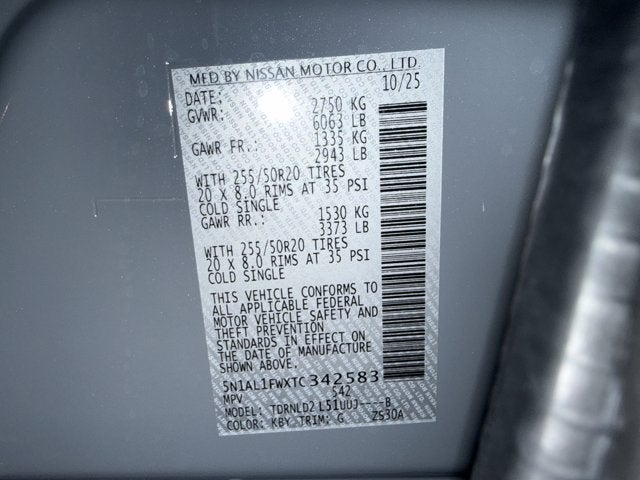 MFD BY NISSAN MOTOR CO., LTD.
DATE: 10/25
GVWR: 2750 KG
6063 LB
GAWR FR.: 1335 KG
2943 LB
WITH 255/50R20 TIRES
20 X 8.0 RIMS AT 35 PSI
COLD SINGLE
GAWR RR.: 1530 KG
3373 LB
WITH 255/50R20 TIRES
20 X 8.0 RIMS AT 35 PSI
COLD SINGLE
THIS VEHICLE CONFORMS TO
ALL APPLICABLE FEDERAL
MOTOR VEHICLE SAFETY AND
THEFT PREVENTION
STANDARDS IN EFFECT ON
THE DATE OF MANUFACTURE
SHOWN ABOVE.
5N1AL1FWXTC342583
MPV S42
MODEL: TDRNLD2 L51UUJ----B
COLOR: KBY TRIM: G ZS30A